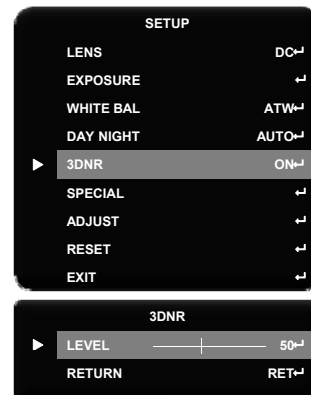 SETUP
LENS DC↵
EXPOSURE ↵
WHITE BAL ATW↵
DAY NIGHT AUTO↵
3DNR ON↵
SPECIAL ↵
ADJUST ↵
RESET ↵
EXIT ↵
3DNR
LEVEL 50↵
RETURN RET↵